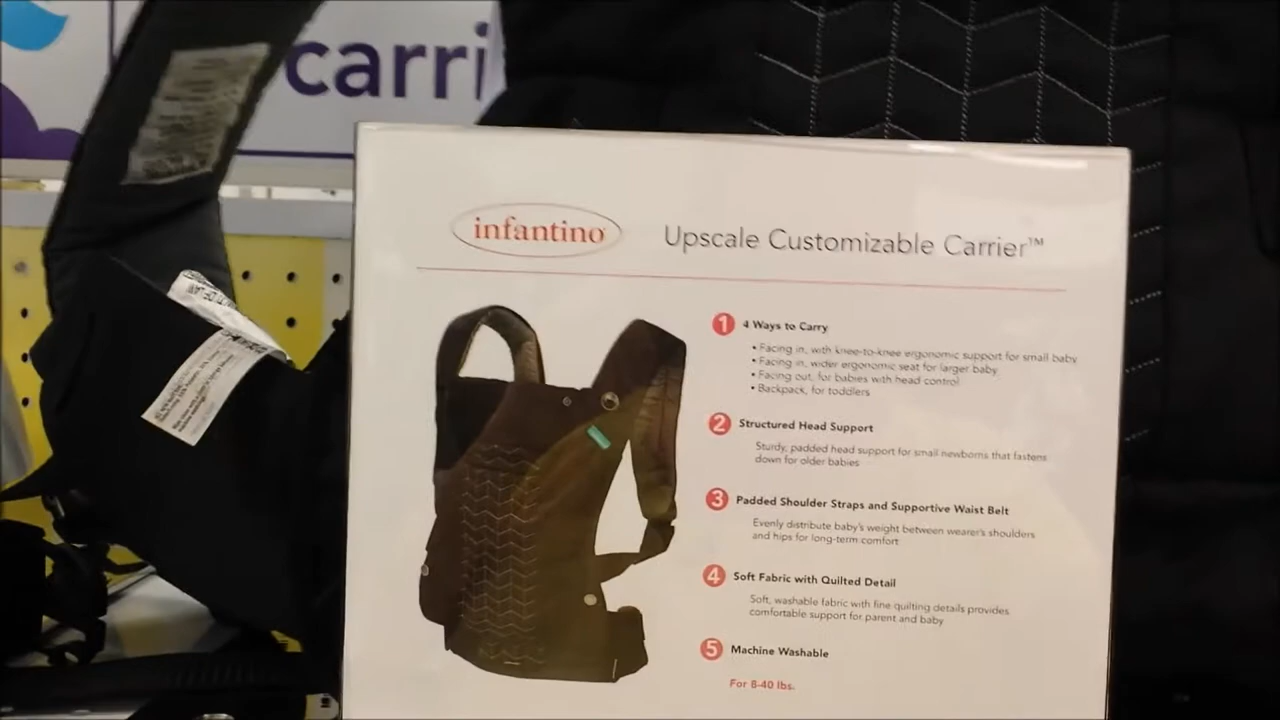 carri
infantino
Upscale Customizable Carrier™
1 4 Ways to Carry
• Facing in, with knee-to-knee ergonomic support for small baby
• Facing in, wider ergonomic seat for larger baby
• Facing out, for babies with head control
• Backpack, for toddlers
2 Structured Head Support
Sturdy, padded head support for small newborns that fastens
down for older babies
3 Padded Shoulder Straps and Supportive Waist Belt
Evenly distribute baby's weight between wearer's shoulders
and hips for long-term comfort
4 Soft Fabric with Quilted Detail
Soft, washable fabric with fine quilting details provides
comfortable support for parent and baby
5 Machine Washable
For 8-40 lbs.